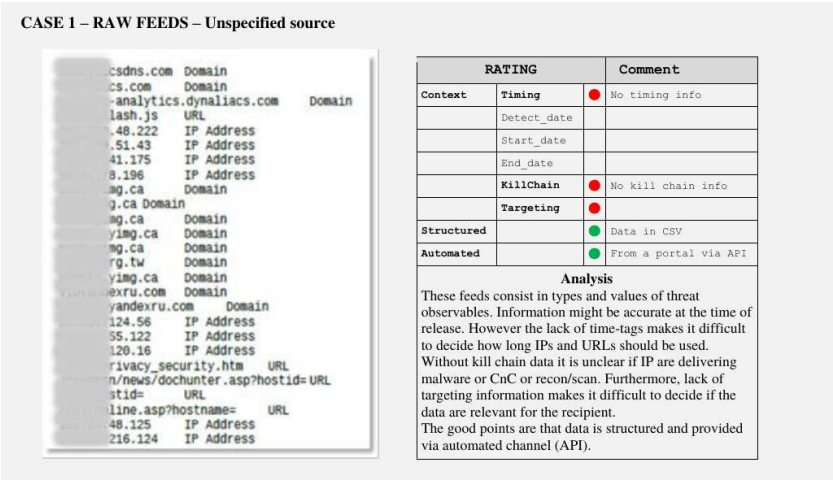 CASE 1 – RAW FEEDS – Unspecified source
csdns.com Domain
cs.com Domain
-analytics.dynaliacs.com Domain
lash.js URL
.48.222 IP Address
.51.43 IP Address
41.175 IP Address
8.196 IP Address
mg.ca Domain
g.ca Domain
mg.ca Domain
yimg.ca Domain
mg.ca Domain
rg.tw Domain
yimg.ca Domain
exru.com Domain
yandexru.com Domain
124.56 IP Address
55.122 IP Address
120.16 IP Address
rivacy_security.htm URL
n/news/dochunter.asp?hostid= URL
stid= URL
line.asp?hostname= URL
48.125 IP Address
216.124 IP Address
RATING Comment
Context Timing No timing info
Detect_date
Start_date
End_date
KillChain No kill chain info
Targeting
Structured Data in CSV
Automated From a portal via API
Analysis
These feeds consist in types and values of threat
observables. Information might be accurate at the time of
release. However the lack of time-tags makes it difficult
to decide how long IPs and URLs should be used.
Without kill chain data it is unclear if IP are delivering
malware or CnC or recon/scan. Furthermore, lack of
targeting information makes it difficult to decide if the
data are relevant for the recipient.
The good points are that data is structured and provided
via automated channel (API).